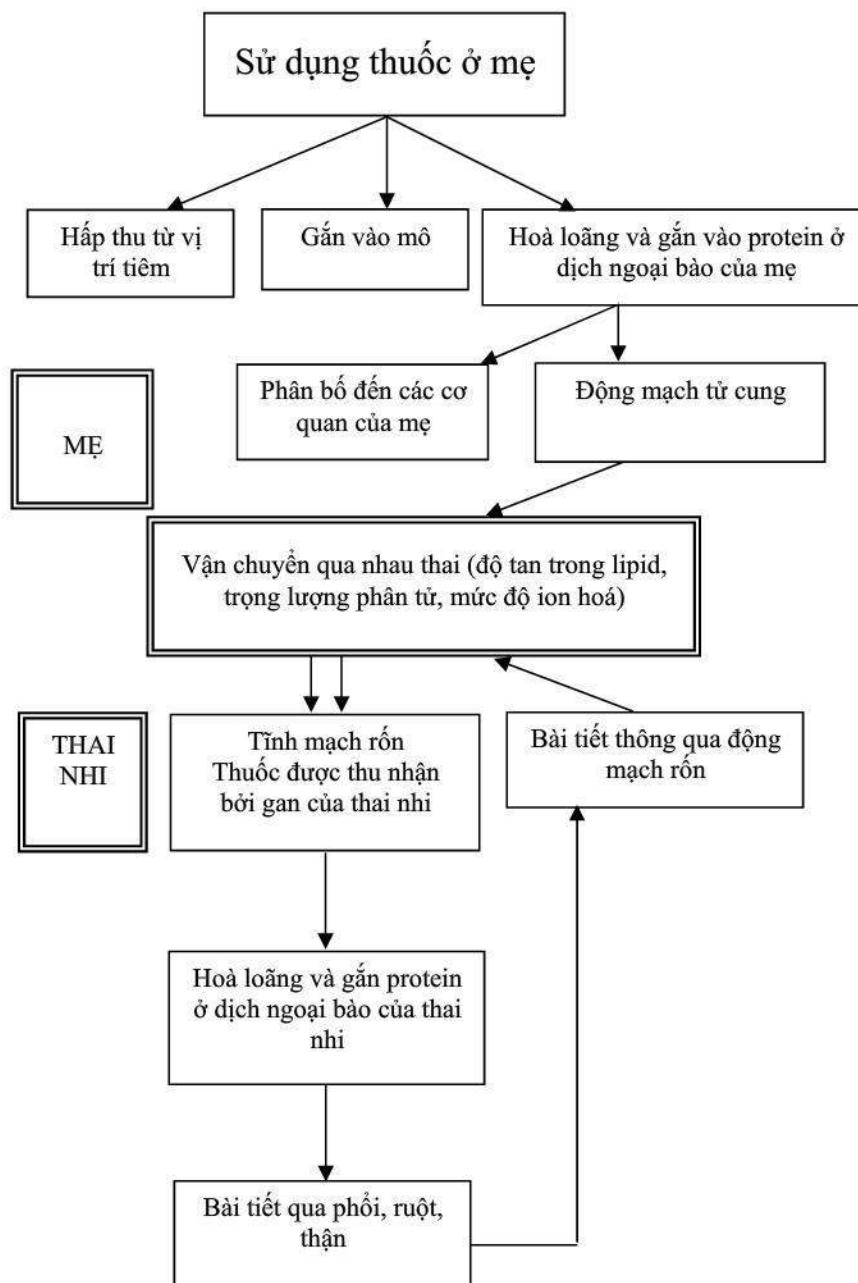 Sử dụng thuốc ở mẹ
Hấp thu từ vị
trí tiêm
Gắn vào mô
Hoà loãng và gắn vào protein ở
dịch ngoại bào của mẹ
Phân bố đến các cơ
quan của mẹ
Động mạch tử cung
MẸ
Vận chuyển qua nhau thai (độ tan trong lipid,
trọng lượng phân tử, mức độ ion hoá)
THAI
NHI
Tĩnh mạch rốn
Thuốc được thu nhận
bởi gan của thai nhi
Bài tiết thông qua động
mạch rốn
Hoà loãng và gắn protein
ở dịch ngoại bào của thai
nhi
Bài tiết qua phổi, ruột,
thận